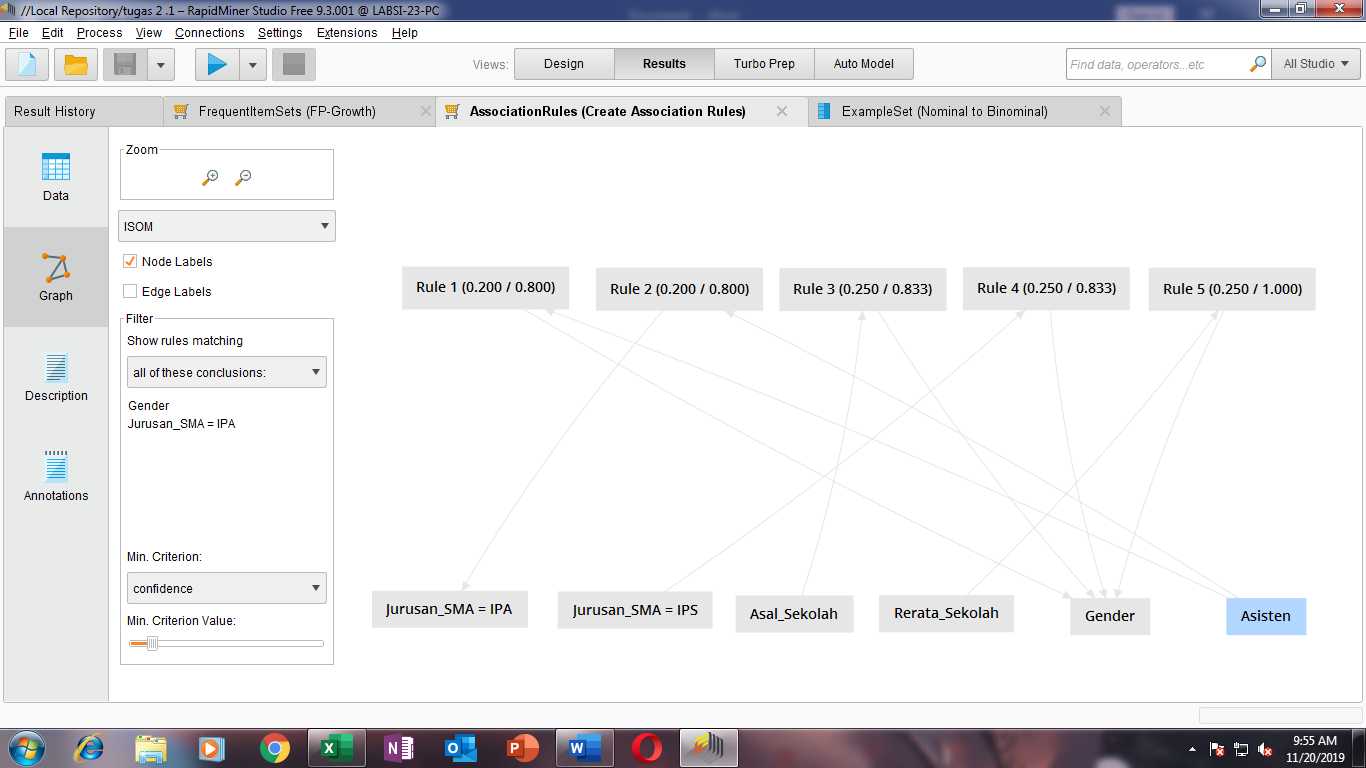 //Local Repository/tugas 2 .1 – RapidMiner Studio Free 9.3.001 @ LABSI-23-PC
File Edit Process View Connections Settings Extensions Help
Views: Design Results Turbo Prep Auto Model Find data, operators...etc All Studio
Result History FrequentItemSets (FP-Growth) AssociationRules (Create Association Rules) ExampleSet (Nominal to Binominal)
Data
Graph
Description
Annotations
Zoom
ISOM
Node Labels
Edge Labels
Filter
Show rules matching
all of these conclusions:
Gender
Jurusan_SMA = IPA
Min. Criterion:
confidence
Min. Criterion Value:
Rule 1 (0.200 / 0.800) Rule 2 (0.200 / 0.800) Rule 3 (0.250 / 0.833) Rule 4 (0.250 / 0.833) Rule 5 (0.250 / 1.000)
Jurusan_SMA = IPA Jurusan_SMA = IPS Asal_Sekolah Rerata_Sekolah Gender Asisten
9:55 AM
11/20/2019